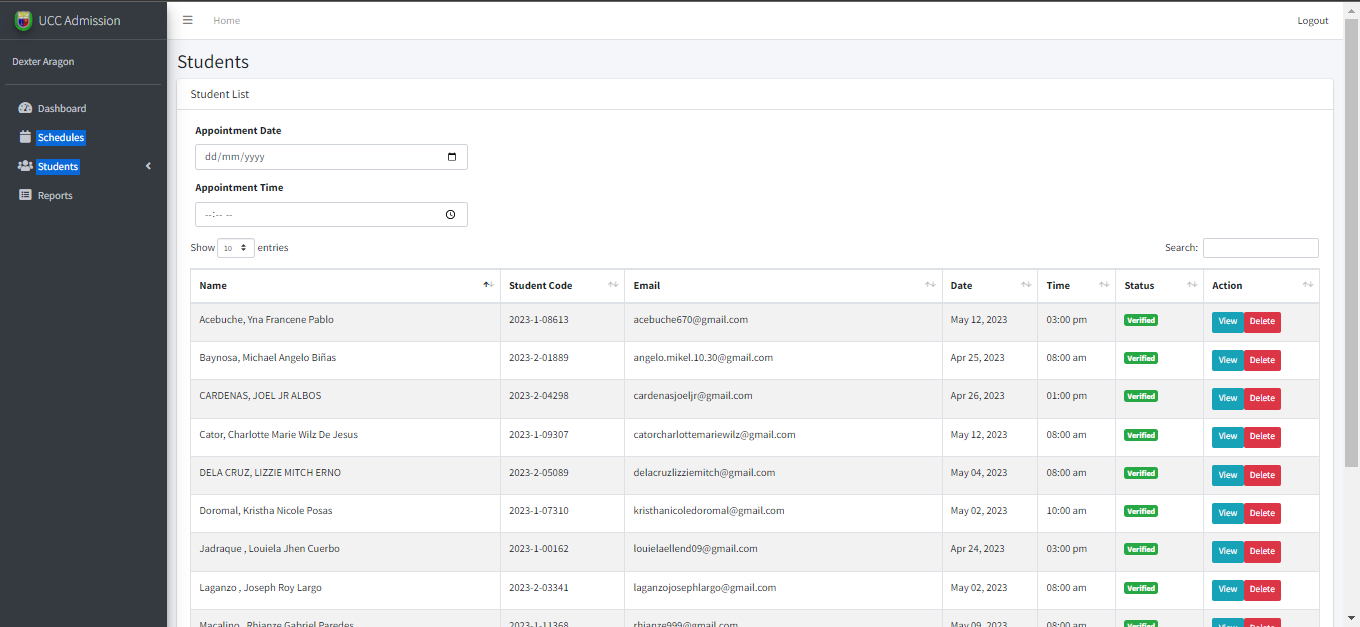 UCC Admission
Home
Logout
Dexter Aragon
Dashboard
Schedules
Students
Reports
Students
Student List
Appointment Date
dd/mm/yyyy
Appointment Time
--:-- --
Show 10 entries
Search:
Name Student Code Email Date Time Status Action
Acebuche, Yna Francene Pablo 2023-1-08613 acebuche670@gmail.com May 12, 2023 03:00 pm Verified View Delete
Baynosa, Michael Angelo Biñas 2023-2-01889 angelo.mikel.10.30@gmail.com Apr 25, 2023 08:00 am Verified View Delete
CARDENAS, JOEL JR ALBOS 2023-2-04298 cardenasjoeljr@gmail.com Apr 26, 2023 01:00 pm Verified View Delete
Cator, Charlotte Marie Wilz De Jesus 2023-1-09307 catorcharlottemariewilz@gmail.com May 12, 2023 08:00 am Verified View Delete
DELA CRUZ, LIZZIE MITCH ERNO 2023-2-05089 delacruzlizziemitch@gmail.com May 04, 2023 08:00 am Verified View Delete
Doromal, Kristha Nicole Posas 2023-1-07310 kristhanicoledoromal@gmail.com May 02, 2023 10:00 am Verified View Delete
Jadraque , Louiela Jhen Cuerbo 2023-1-00162 louielaellend09@gmail.com Apr 24, 2023 03:00 pm Verified View Delete
Laganzo , Joseph Roy Largo 2023-2-03341 laganzojosephlargo@gmail.com May 02, 2023 08:00 am Verified View Delete
Macalino , Rhianze Gabriel Paredes 2023-1-11368 rhianze999@gmail.com May 09, 2023 08:00 am Verified View Delete